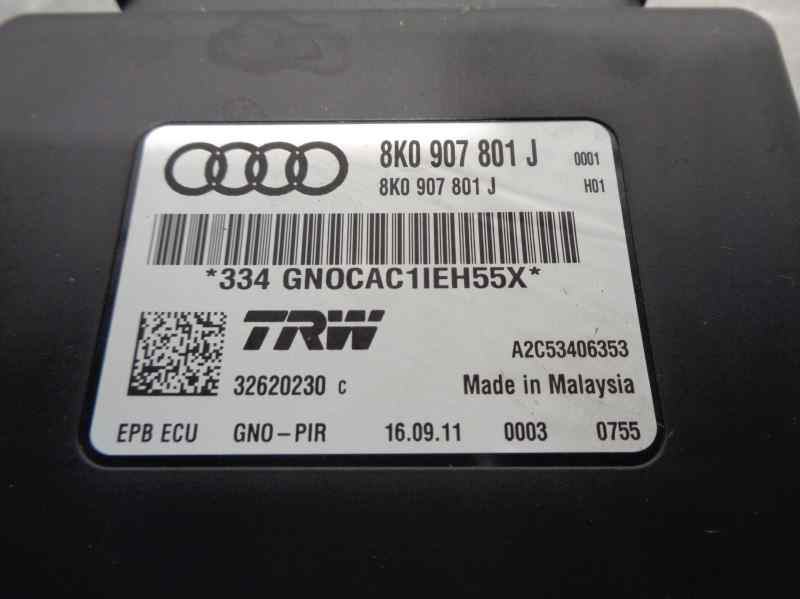 8K0 907 801 J 0001
8K0 907 801 J H01
*334 GNOCAC1IEH55X*
TRW A2C53406353
32620230 C Made in Malaysia
EPB ECU GNO-PIR 16.09.11 0003 0755